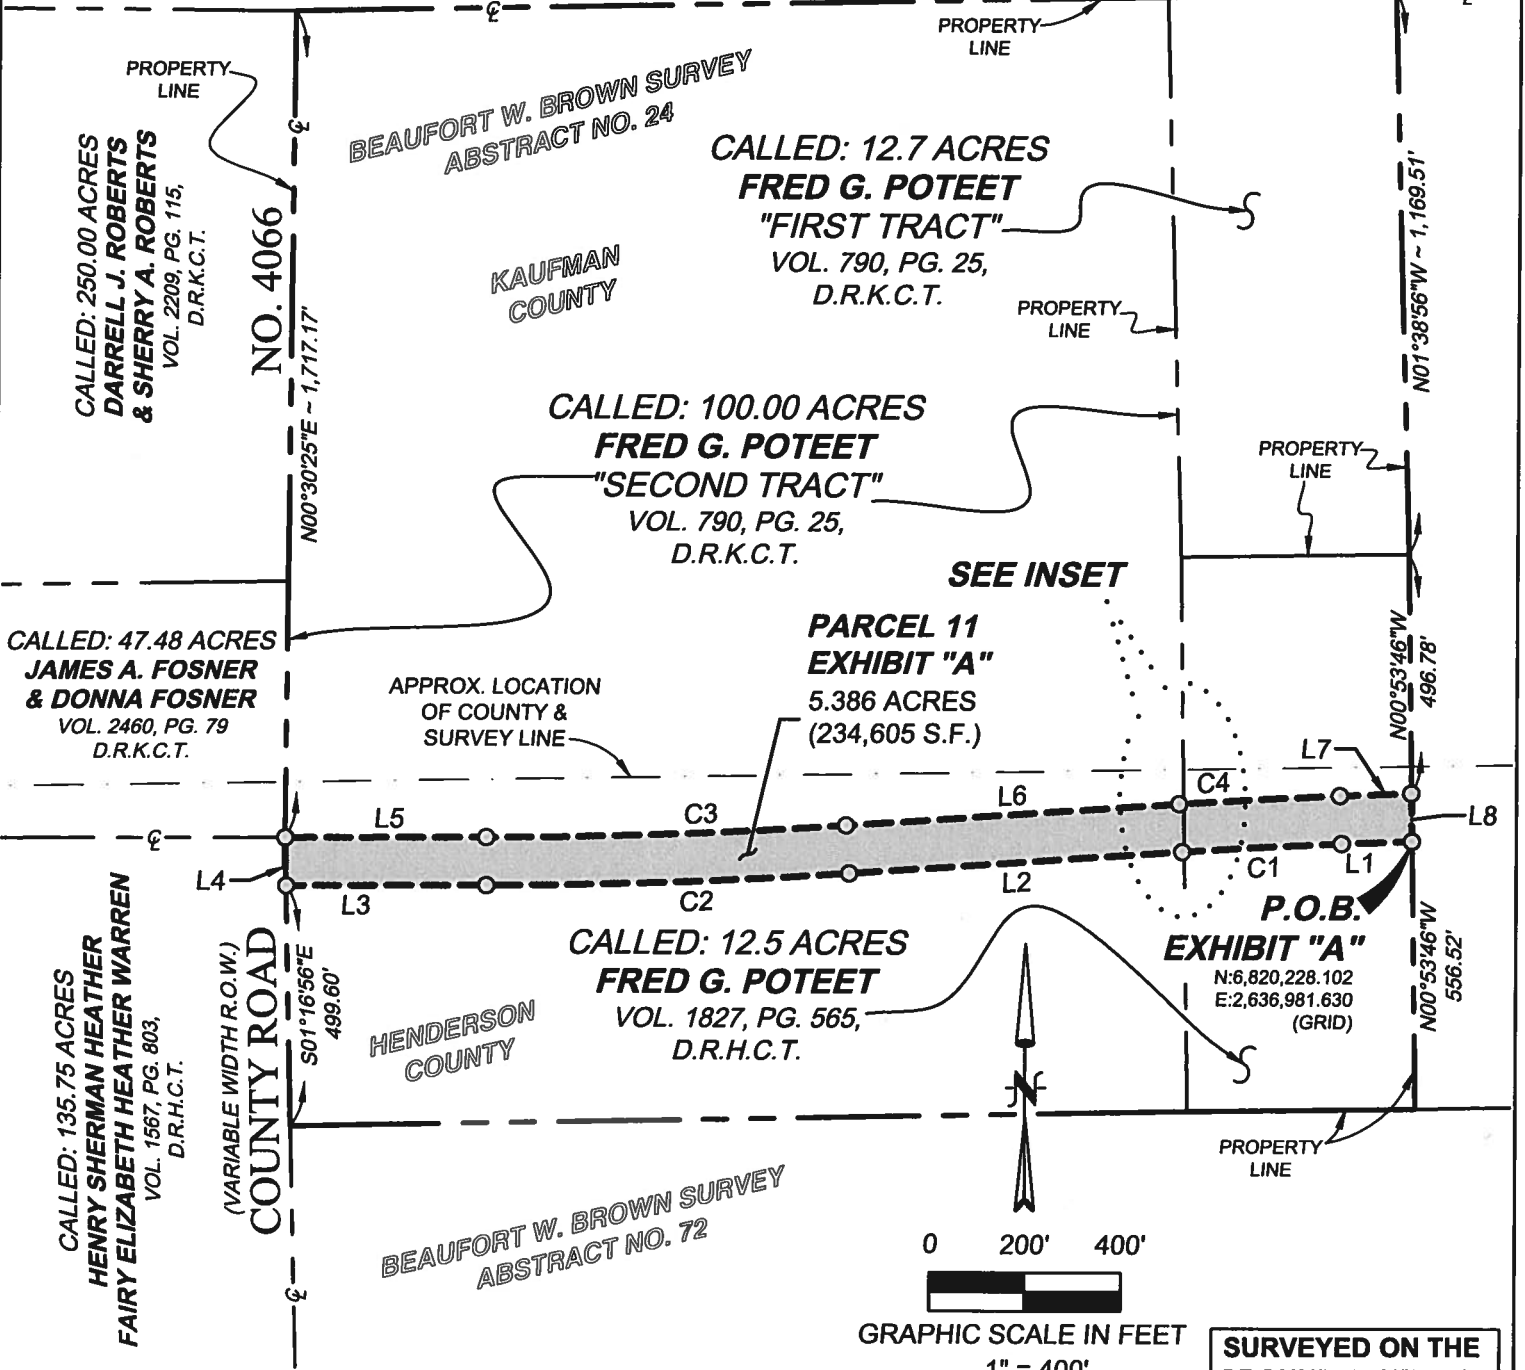 PROPERTY
LINE
PROPERTY
LINE
BEAUFORT W. BROWN SURVEY
ABSTRACT NO. 24
CALLED: 250.00 ACRES
DARRELL J. ROBERTS
& SHERRY A. ROBERTS
VOL. 2209, PG. 115,
D.R.K.C.T.
NO. 4066
N00°30'25"E ~ 1,717.17'
CALLED: 12.7 ACRES
FRED G. POTEET
"FIRST TRACT"
VOL. 790, PG. 25,
D.R.K.C.T.
N01°38'56"W ~ 1,169.51'
KAUFMAN
COUNTY
PROPERTY
LINE
CALLED: 100.00 ACRES
FRED G. POTEET
"SECOND TRACT"
VOL. 790, PG. 25,
D.R.K.C.T.
PROPERTY
LINE
SEE INSET
CALLED: 47.48 ACRES
JAMES A. FOSNER
& DONNA FOSNER
VOL. 2460, PG. 79
D.R.K.C.T.
APPROX. LOCATION
OF COUNTY &
SURVEY LINE
PARCEL 11
EXHIBIT "A"
5.386 ACRES
(234,605 S.F.)
N00°53'46"W
496.78'
L7
C4
L6
C3
L5
L8
L4
L3
C2
L2
C1
L1
P.O.B.
EXHIBIT "A"
N:6,820,228.102
E:2,636,981.630
(GRID)
N00°53'46"W
556.52'
CALLED: 12.5 ACRES
FRED G. POTEET
VOL. 1827, PG. 565,
D.R.H.C.T.
CALLED: 135.75 ACRES
HENRY SHERMAN HEATHER
FAIRY ELIZABETH HEATHER WARREN
VOL. 1567, PG. 803,
D.R.H.C.T.
(VARIABLE WIDTH R.O.W.)
COUNTY ROAD
S01°16'56"E
499.60'
HENDERSON
COUNTY
N
PROPERTY
LINE
BEAUFORT W. BROWN SURVEY
ABSTRACT NO. 72
0 200' 400'
GRAPHIC SCALE IN FEET
1" = 400'
SURVEYED ON THE